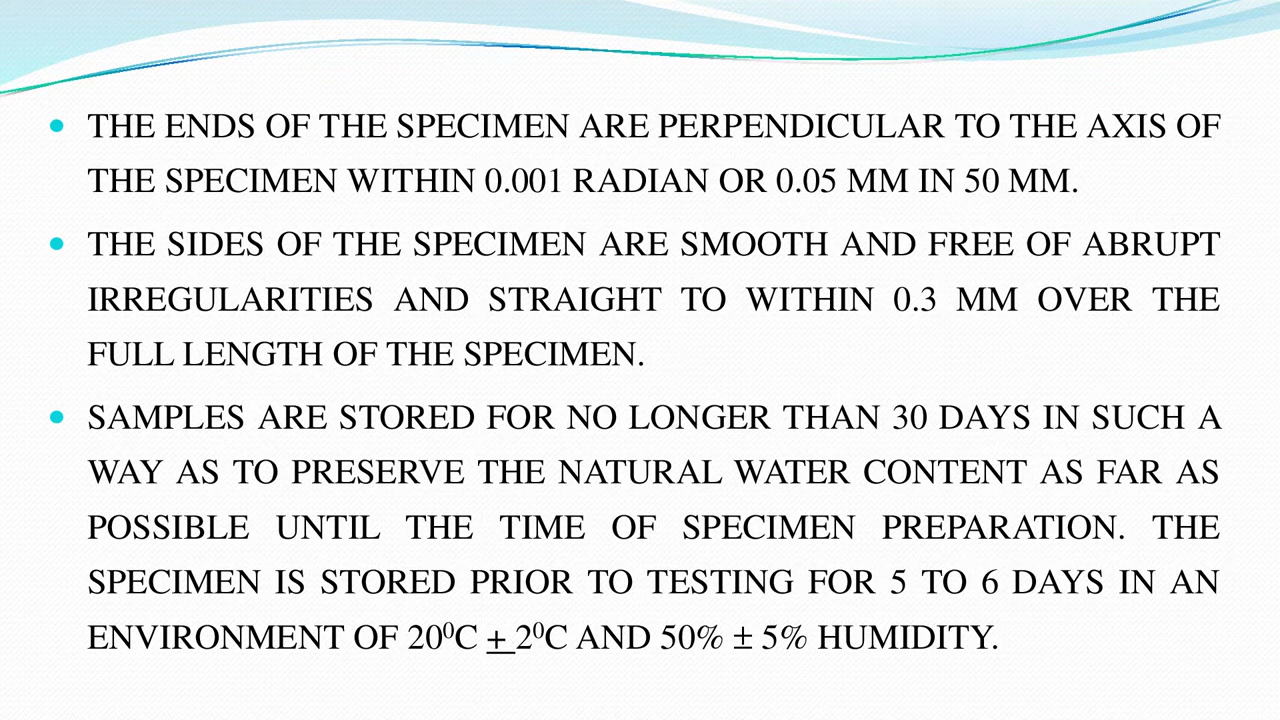 • THE ENDS OF THE SPECIMEN ARE PERPENDICULAR TO THE AXIS OF
THE SPECIMEN WITHIN 0.001 RADIAN OR 0.05 MM IN 50 MM.
• THE SIDES OF THE SPECIMEN ARE SMOOTH AND FREE OF ABRUPT
IRREGULARITIES AND STRAIGHT TO WITHIN 0.3 MM OVER THE
FULL LENGTH OF THE SPECIMEN.
• SAMPLES ARE STORED FOR NO LONGER THAN 30 DAYS IN SUCH A
WAY AS TO PRESERVE THE NATURAL WATER CONTENT AS FAR AS
POSSIBLE UNTIL THE TIME OF SPECIMEN PREPARATION. THE
SPECIMEN IS STORED PRIOR TO TESTING FOR 5 TO 6 DAYS IN AN
ENVIRONMENT OF 20⁰C + 2⁰C AND 50% ± 5% HUMIDITY.